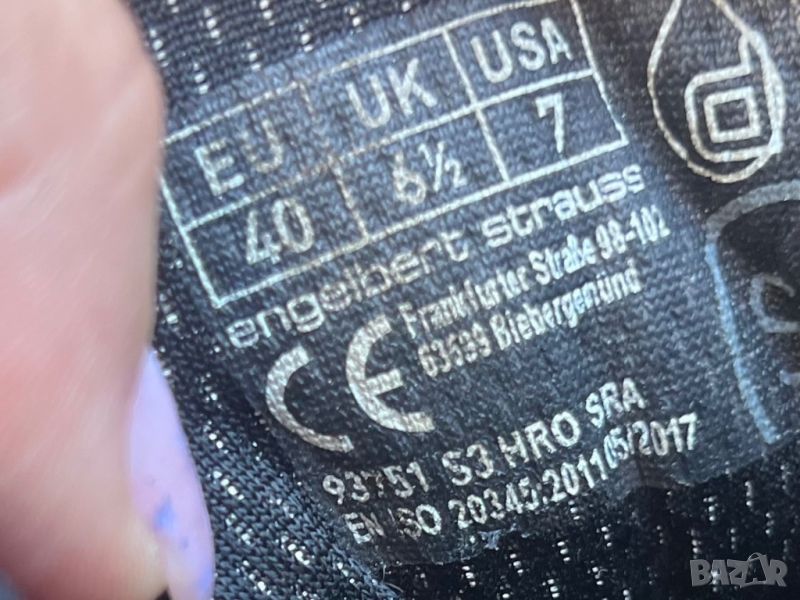 EU UK USA
40 6½ 7
engelbert strauss
CE
Frankfurter Straße 98-102
63599 Biebergemünd
93751 S3 HRO SRA
EN ISO 20345:2011 05/2017
BAZAR